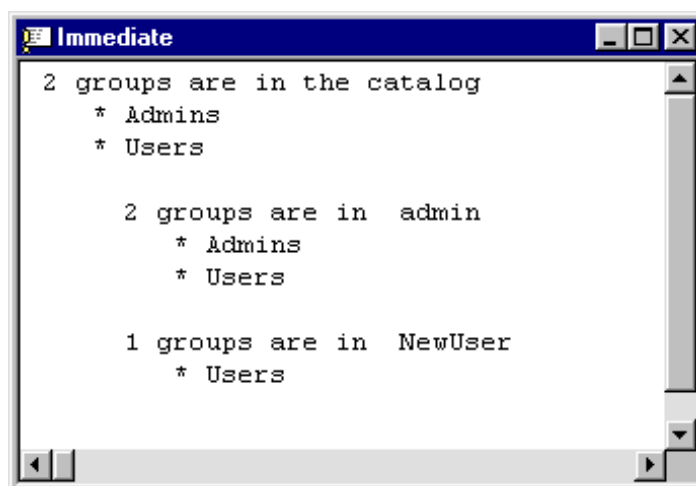 Immediate
2 groups are in the catalog
* Admins
* Users
2 groups are in  admin
* Admins
* Users
1 groups are in  NewUser
* Users